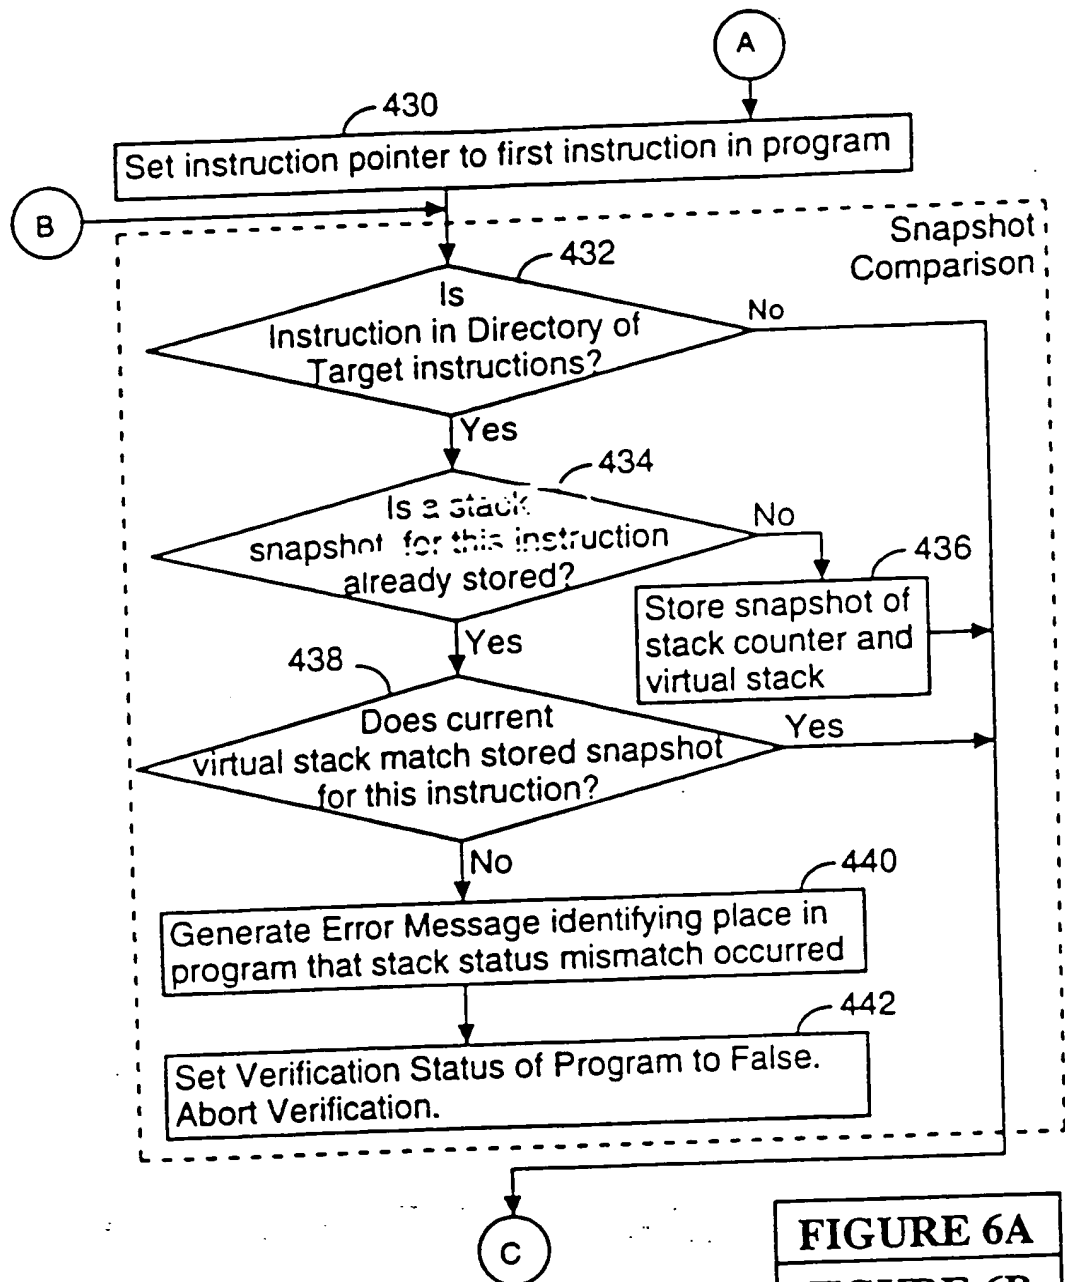 A
430
Set instruction pointer to first instruction in program
B
Snapshot
Comparison
432
Is
Instruction in Directory of
Target instructions?
No
Yes
434
Is a stack
snapshot for this instruction
already stored?
No
436
Store snapshot of
stack counter and
virtual stack
Yes
438
Does current
virtual stack match stored snapshot
for this instruction?
Yes
No
440
Generate Error Message identifying place in
program that stack status mismatch occurred
442
Set Verification Status of Program to False.
Abort Verification.
C
FIGURE 6A
FIGURE 6B